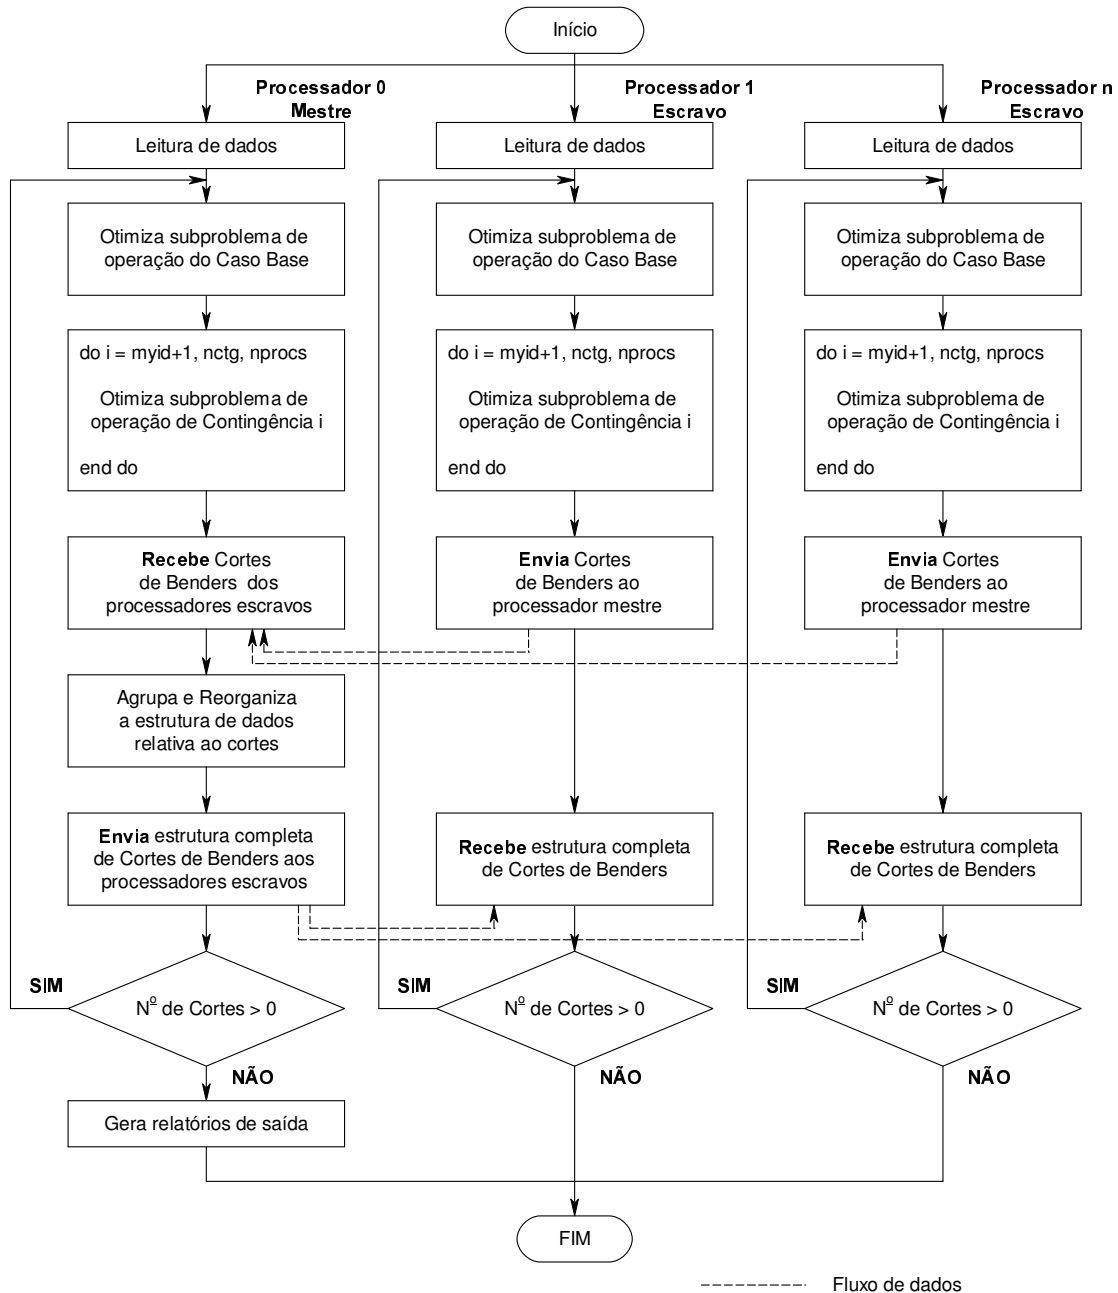 Início
Processador 0
Mestre
Processador 1
Escravo
Processador n
Escravo
Leitura de dados
Leitura de dados
Leitura de dados
Otimiza subproblema de
operação do Caso Base
Otimiza subproblema de
operação do Caso Base
Otimiza subproblema de
operação do Caso Base
do i = myid+1, nctg, nprocs
Otimiza subproblema de
operação de Contingência i
end do
do i = myid+1, nctg, nprocs
Otimiza subproblema de
operação de Contingência i
end do
do i = myid+1, nctg, nprocs
Otimiza subproblema de
operação de Contingência i
end do
Recebe Cortes
de Benders dos
processadores escravos
Envia Cortes
de Benders ao
processador mestre
Envia Cortes
de Benders ao
processador mestre
Agrupa e Reorganiza
a estrutura de dados
relativa ao cortes
Envia estrutura completa
de Cortes de Benders aos
processadores escravos
Recebe estrutura completa
de Cortes de Benders
Recebe estrutura completa
de Cortes de Benders
SIM
Nº de Cortes > 0
NÃO
SIM
Nº de Cortes > 0
NÃO
SIM
Nº de Cortes > 0
NÃO
Gera relatórios de saída
FIM
Fluxo de dados